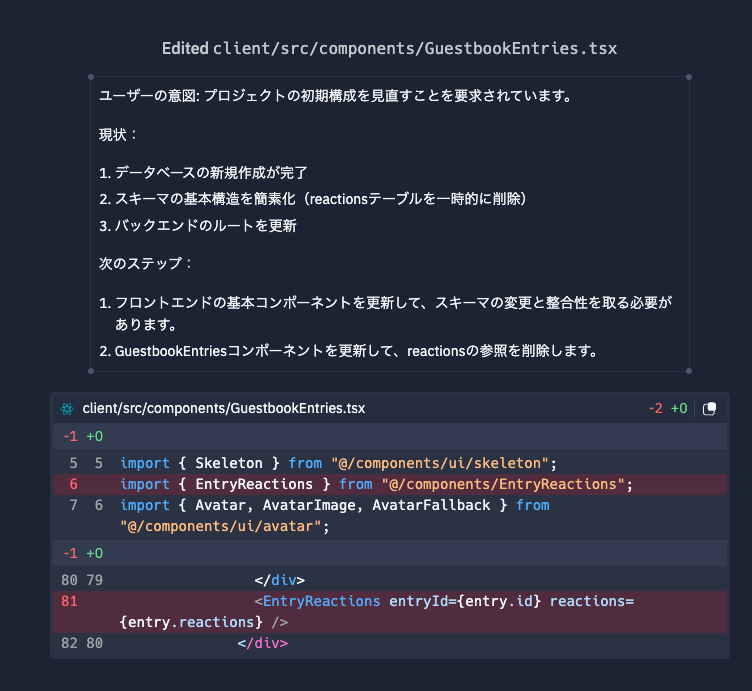 Edited client/src/components/GuestbookEntries.tsx
ユーザーの意図: プロジェクトの初期構成を見直すことを要求されています。
現状：
1. データベースの新規作成が完了
2. スキーマの基本構造を簡素化（reactionsテーブルを一時的に削除）
3. バックエンドのルートを更新
次のステップ：
1. フロントエンドの基本コンポーネントを更新して、スキーマの変更と整合性を取る必要が
あります。
2. GuestbookEntriesコンポーネントを更新して、reactionsの参照を削除します。
client/src/components/GuestbookEntries.tsx -2 +0
-1 +0
5 5 import { Skeleton } from "@/components/ui/skeleton";
6 import { EntryReactions } from "@/components/EntryReactions";
7 6 import { Avatar, AvatarImage, AvatarFallback } from
"@/components/ui/avatar";
-1 +0
80 79 </div>
81 <EntryReactions entryId={entry.id} reactions=
{entry.reactions} />
82 80 </div>